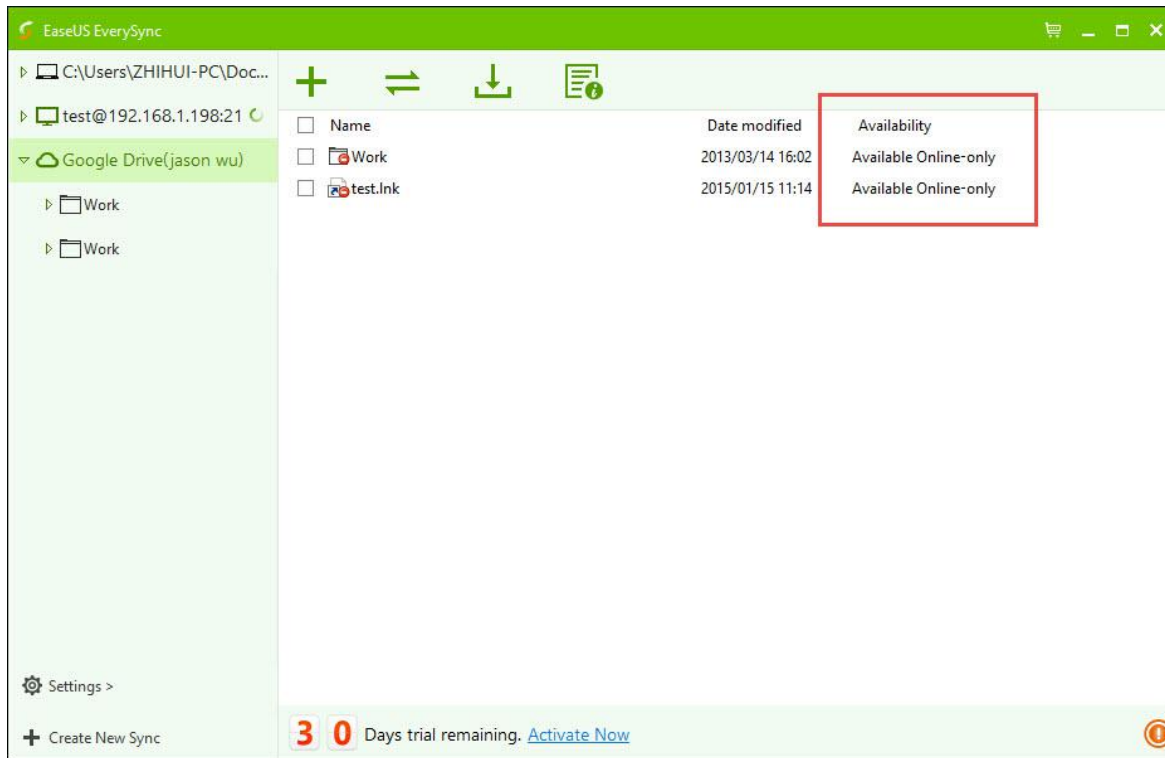 EaseUS EverySync
C:\Users\ZHIHUI-PC\Doc...
test@192.168.1.198:21
Google Drive(jason wu)
Work
Work
Settings >
Create New Sync
Name Date modified Availability
Work 2013/03/14 16:02 Available Online-only
test.lnk 2015/01/15 11:14 Available Online-only
3 0 Days trial remaining. Activate Now